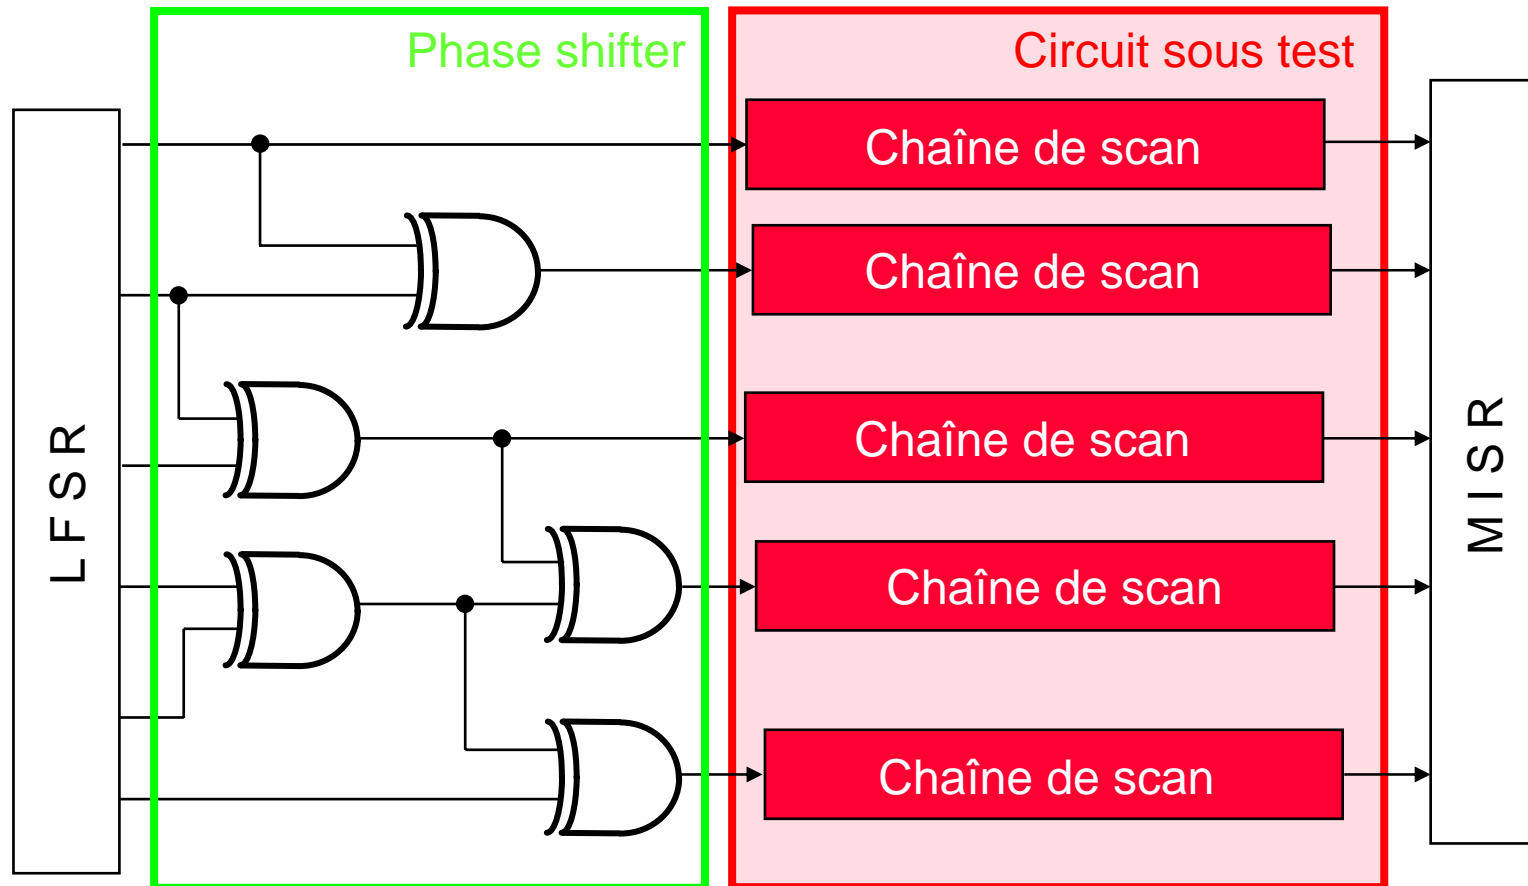 Phase shifter
Circuit sous test
LFSR
Chaîne de scan
Chaîne de scan
Chaîne de scan
Chaîne de scan
Chaîne de scan
MISR